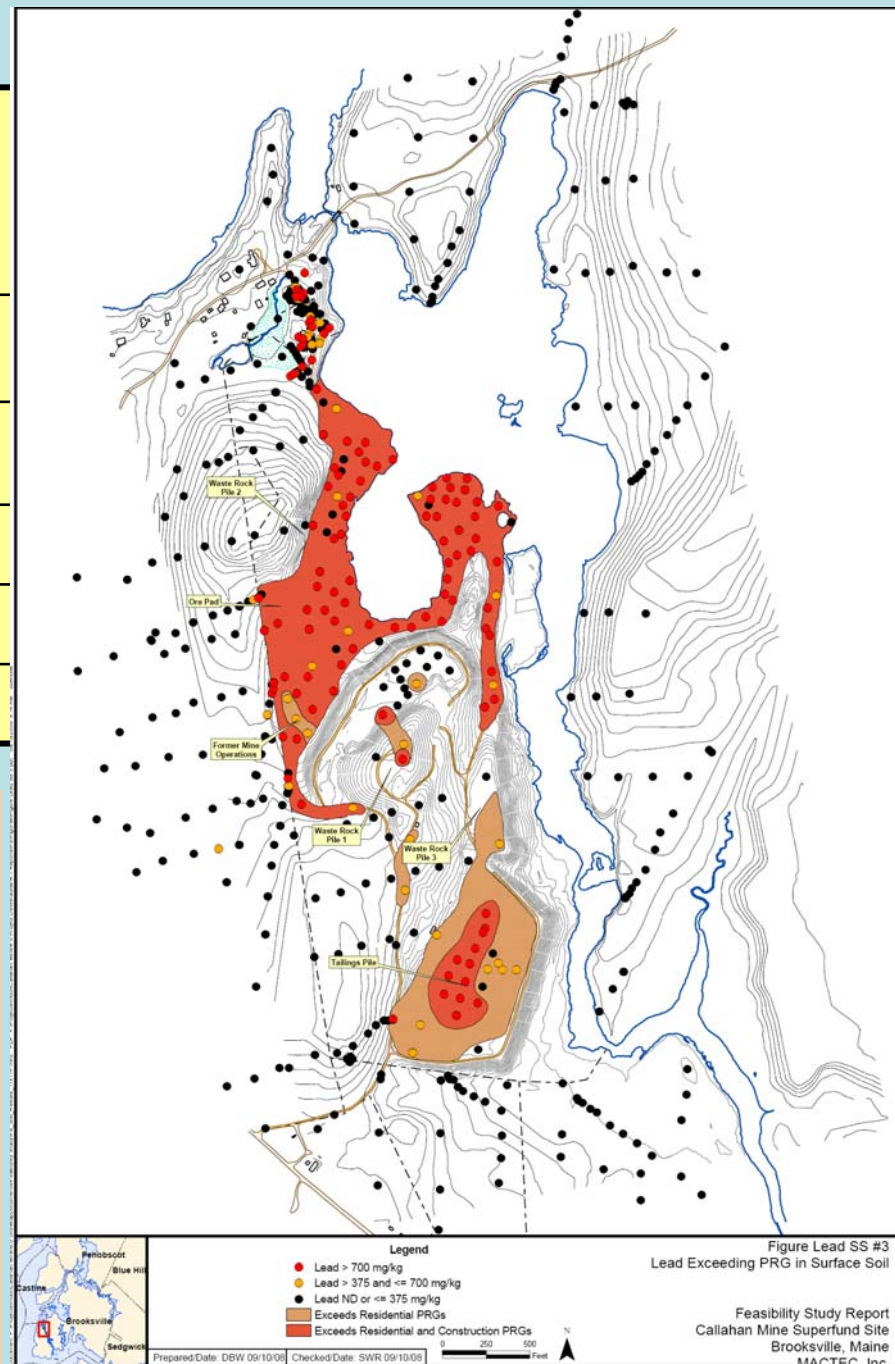 Waste Rock
Pile 2
Ore Pad
Former Mine
Operations
Waste Rock
Pile 1
Waste Rock
Pile 3
Tailings Pile
Penobscot
Blue Hill
Castine
Brooksville
Sedgwick
Legend
Lead > 700 mg/kg
Lead > 375 and <= 700 mg/kg
Lead ND or <= 375 mg/kg
Exceeds Residential PRGs
Exceeds Residential and Construction PRGs
Prepared/Date: DBW 09/10/08
Checked/Date: SWR 09/10/08
0 250 500
Feet
N
Figure Lead SS #3
Lead Exceeding PRG in Surface Soil
Feasibility Study Report
Callahan Mine Superfund Site
Brooksville, Maine
MACTEC, Inc.